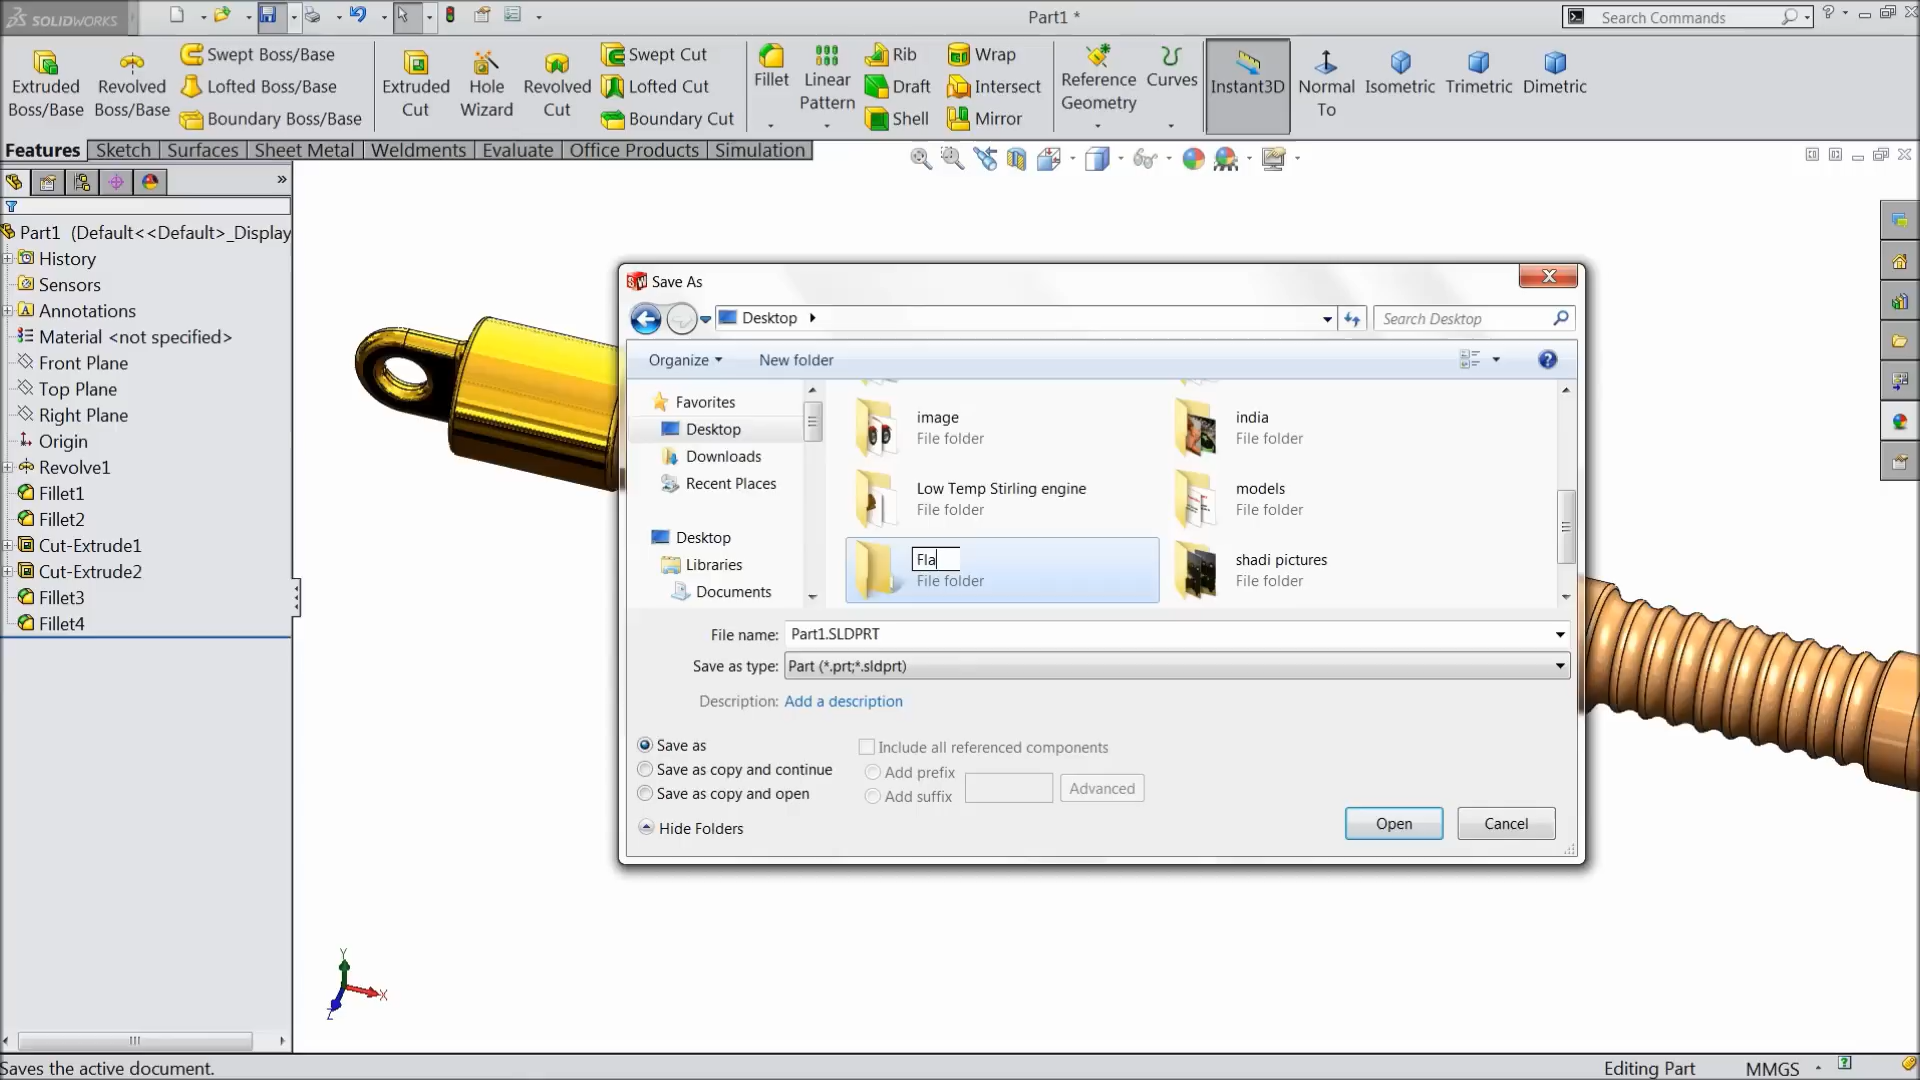 SOLIDWORKS
Part1 *
Search Commands
Extruded Boss/Base
Revolved Boss/Base
Swept Boss/Base
Lofted Boss/Base
Boundary Boss/Base
Extruded Cut
Hole Wizard
Revolved Cut
Swept Cut
Lofted Cut
Boundary Cut
Fillet
Linear Pattern
Rib
Draft
Shell
Wrap
Intersect
Mirror
Reference Geometry
Curves
Instant3D
Normal To
Isometric
Trimetric
Dimetric
Features
Sketch
Surfaces
Sheet Metal
Weldments
Evaluate
Office Products
Simulation
Part1 (Default<<Default>_Display
History
Sensors
Annotations
Material <not specified>
Front Plane
Top Plane
Right Plane
Origin
Revolve1
Fillet1
Fillet2
Cut-Extrude1
Cut-Extrude2
Fillet3
Fillet4
Save As
Desktop
Search Desktop
Organize
New folder
Favorites
Desktop
Downloads
Recent Places
Desktop
Libraries
Documents
image
File folder
india
File folder
Low Temp Stirling engine
File folder
models
File folder
Fla
File folder
shadi pictures
File folder
File name: Part1.SLDPRT
Save as type: Part (*.prt;*.sldprt)
Description: Add a description
Save as
Save as copy and continue
Save as copy and open
Include all referenced components
Add prefix
Add suffix
Advanced
Hide Folders
Open
Cancel
Y
X
Z
Saves the active document.
Editing Part
MMGS